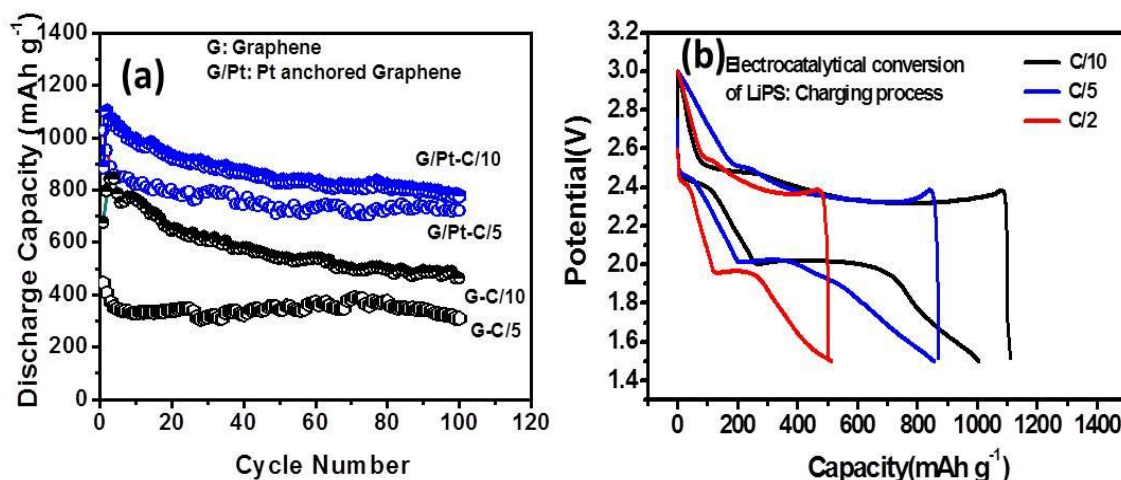 (a)
G: Graphene
G/Pt: Pt anchored Graphene
G/Pt-C/10
G/Pt-C/5
G-C/10
G-C/5
1400
1200
1000
800
600
400
200
0
0 20 40 60 80 100 120
Discharge Capacity (mAh g-1)
Cycle Number
(b)
Electrocatalytical conversion
of LiPS: Charging process
C/10
C/5
C/2
3.2
3.0
2.8
2.6
2.4
2.2
2.0
1.8
1.6
1.4
0 200 400 600 800 1000 1200 1400
Potential(V)
Capacity(mAh g-1)